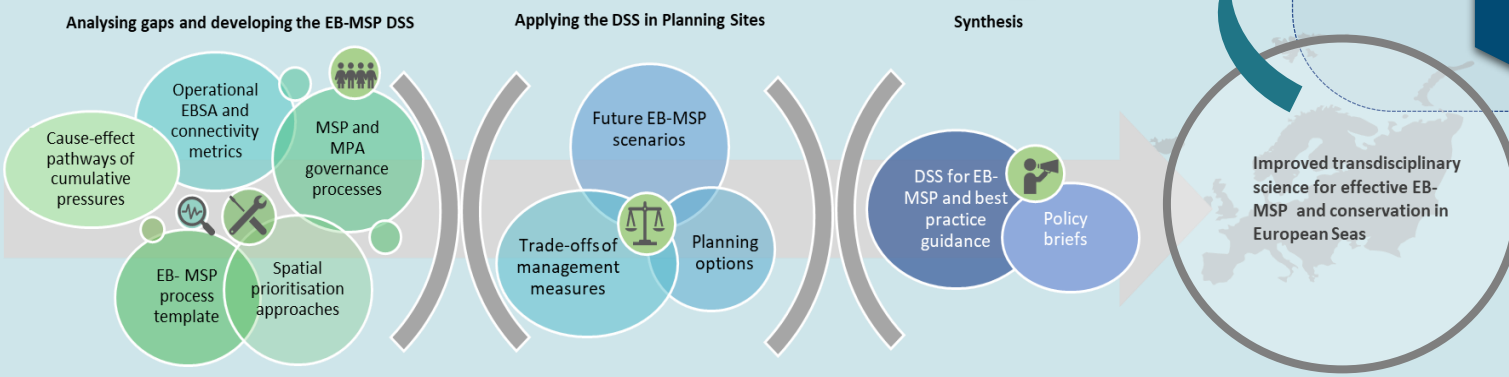 Analysing gaps and developing the EB-MSP DSS
Cause-effect
pathways of
cumulative
pressures
Operational
EBSA and
connectivity
metrics
MSP and
MPA
governance
processes
EB- MSP
process
template
Spatial
prioritisation
approaches
Applying the DSS in Planning Sites
Future EB-MSP
scenarios
Trade-offs of
management
measures
Planning
options
Synthesis
DSS for EB-
MSP and best
practice
guidance
Policy
briefs
Improved transdisciplinary
science for effective EB-
MSP and conservation in
European Seas